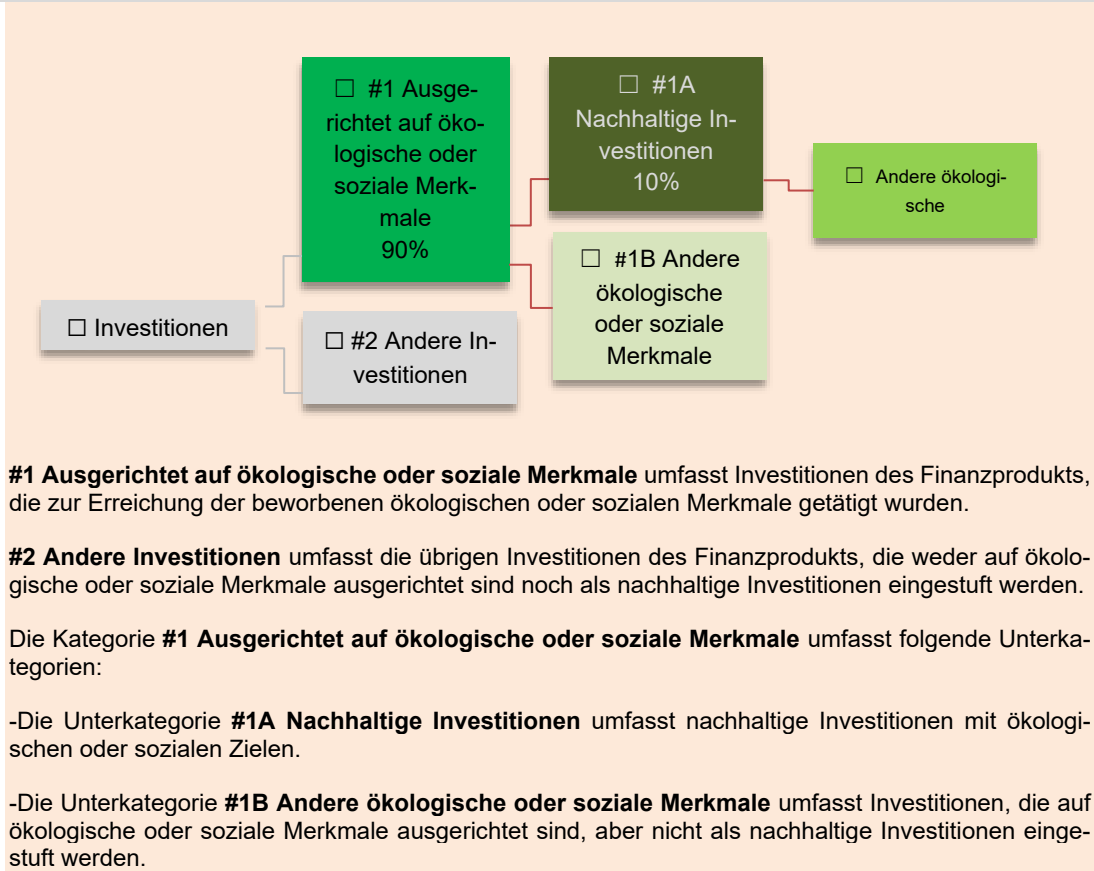 ☐ #1 Ausge-
richtet auf öko-
logische oder
soziale Merk-
male
90%
☐ #1A
Nachhaltige In-
vestitionen
10%
☐ Andere ökologi-
sche
☐ #1B Andere
ökologische
oder soziale
Merkmale
☐ Investitionen
☐ #2 Andere In-
vestitionen
#1 Ausgerichtet auf ökologische oder soziale Merkmale umfasst Investitionen des Finanzprodukts,
die zur Erreichung der beworbenen ökologischen oder sozialen Merkmale getätigt wurden.
#2 Andere Investitionen umfasst die übrigen Investitionen des Finanzprodukts, die weder auf ökolo-
gische oder soziale Merkmale ausgerichtet sind noch als nachhaltige Investitionen eingestuft werden.
Die Kategorie #1 Ausgerichtet auf ökologische oder soziale Merkmale umfasst folgende Unterka-
tegorien:
-Die Unterkategorie #1A Nachhaltige Investitionen umfasst nachhaltige Investitionen mit ökologi-
schen oder sozialen Zielen.
-Die Unterkategorie #1B Andere ökologische oder soziale Merkmale umfasst Investitionen, die auf
ökologische oder soziale Merkmale ausgerichtet sind, aber nicht als nachhaltige Investitionen einge-
stuft werden.